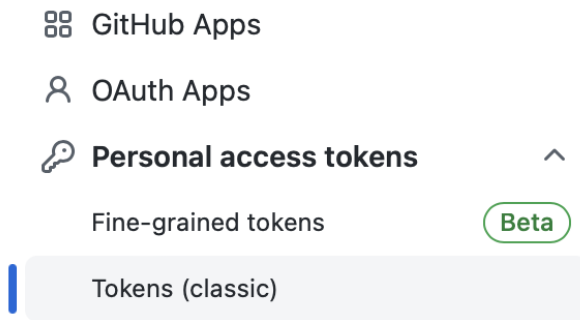 GitHub Apps
OAuth Apps
Personal access tokens
Fine-grained tokens Beta
Tokens (classic)